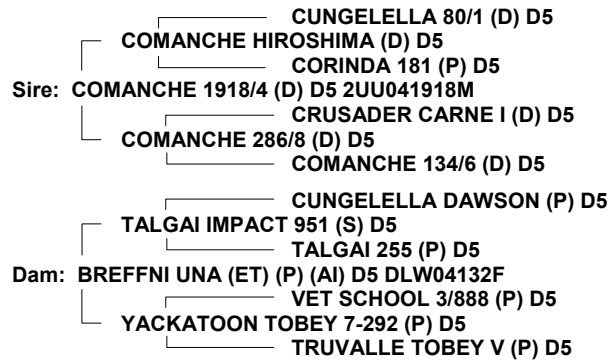 CUNGELELLA 80/1 (D) D5
COMANCHE HIROSHIMA (D) D5
CORINDA 181 (P) D5
Sire: COMANCHE 1918/4 (D) D5 2UU041918M
CRUSADER CARNE I (D) D5
COMANCHE 286/8 (D) D5
COMANCHE 134/6 (D) D5
CUNGELELLA DAWSON (P) D5
TALGAI IMPACT 951 (S) D5
TALGAI 255 (P) D5
Dam: BREFFNI UNA (ET) (P) (AI) D5 DLW04132F
VET SCHOOL 3/888 (P) D5
YACKATOON TOBEY 7-292 (P) D5
TRUVALLE TOBEY V (P) D5